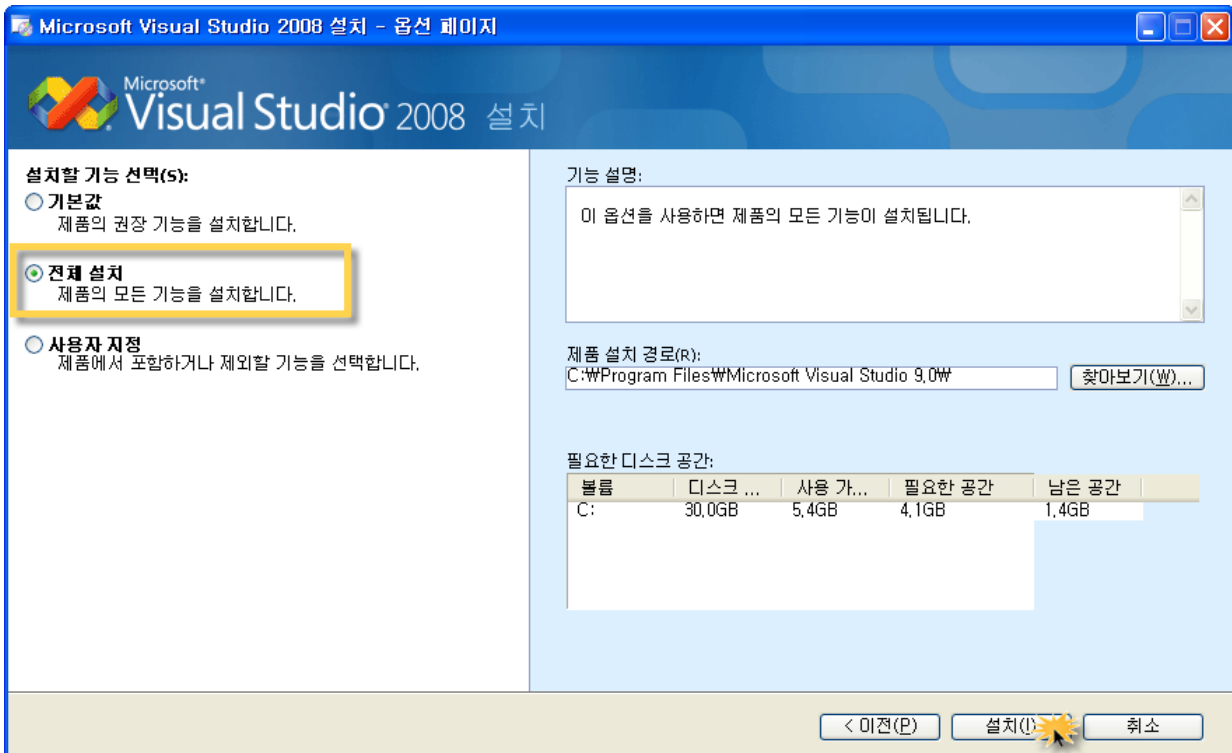 Microsoft Visual Studio 2008 설치 - 옵션 페이지
Microsoft®
Visual Studio® 2008 설치
설치할 기능 선택(S):
기본값
제품의 권장 기능을 설치합니다.
전체 설치
제품의 모든 기능을 설치합니다.
사용자 지정
제품에서 포함하거나 제외할 기능을 선택합니다.
기능 설명:
이 옵션을 사용하면 제품의 모든 기능이 설치됩니다.
제품 설치 경로(R):
C:₩Program Files₩Microsoft Visual Studio 9.0₩
찾아보기(W)...
필요한 디스크 공간:
볼륨 디스크 ... 사용 가... 필요한 공간 남은 공간
C: 30.0GB 5.4GB 4.1GB 1.4GB
< 이전(P) 설치(I) 취소